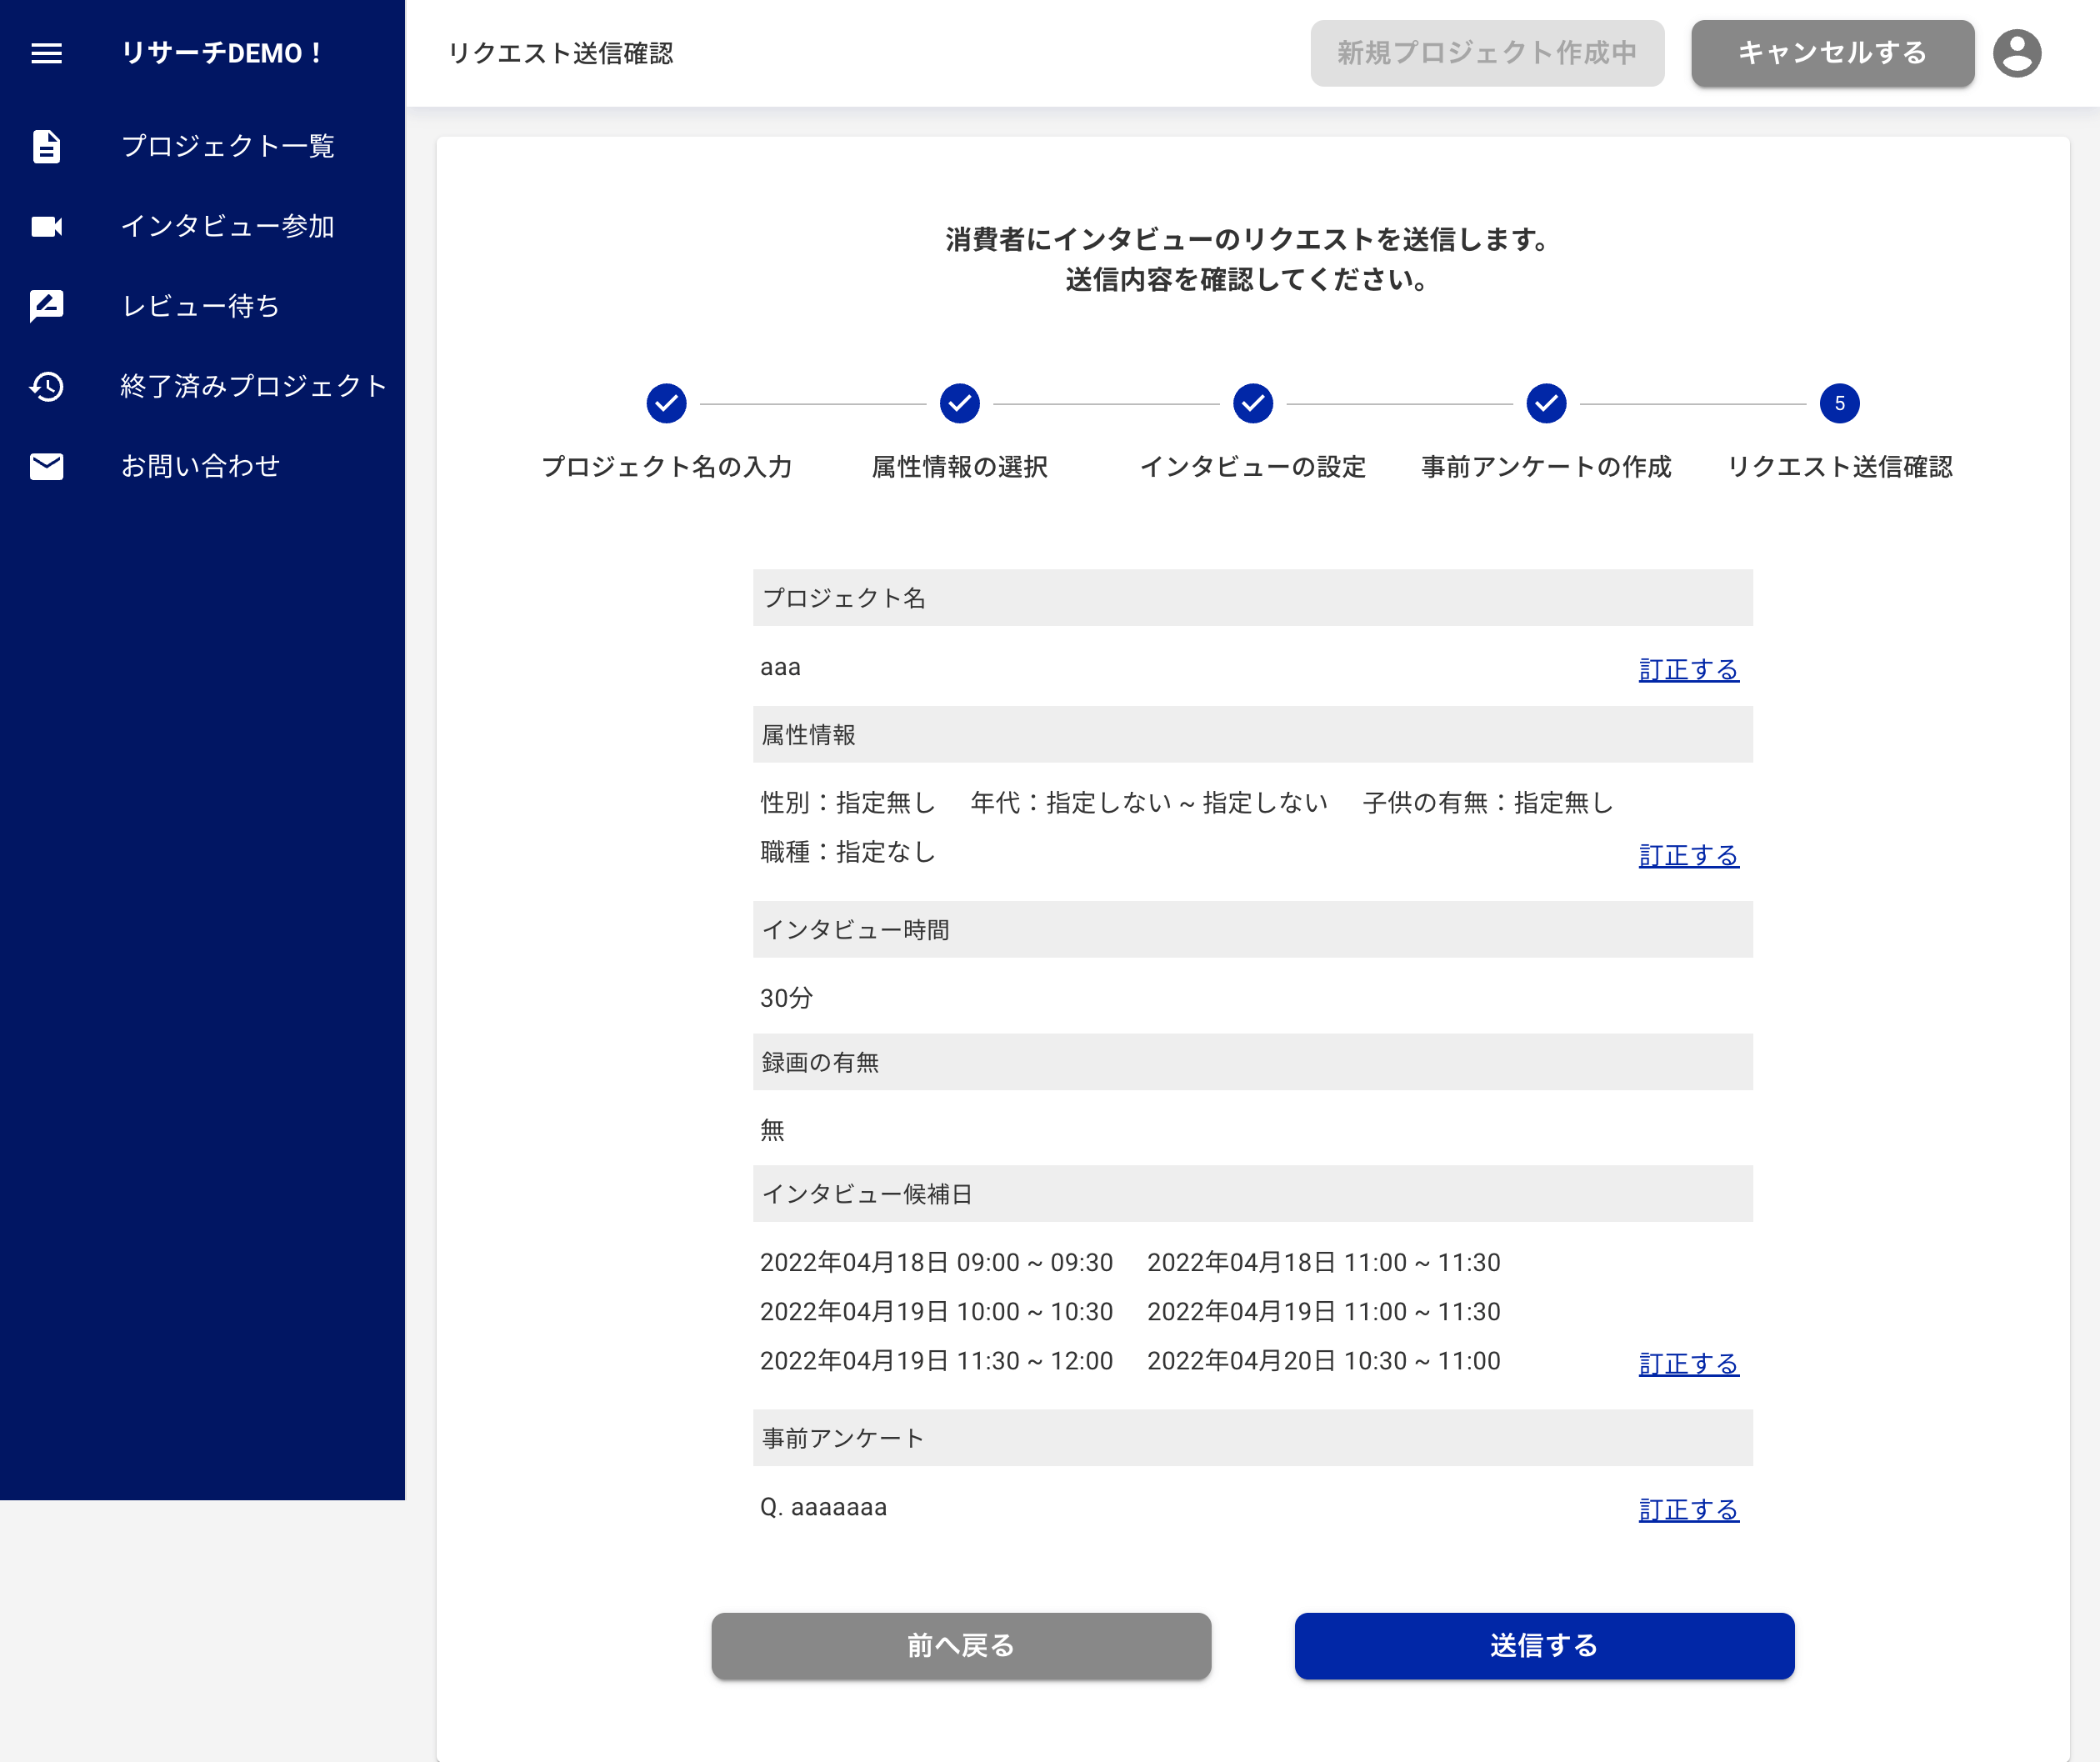 リサーチDEMO！
プロジェクト一覧
インタビュー参加
レビュー待ち
終了済みプロジェクト
お問い合わせ
リクエスト送信確認
新規プロジェクト作成中
キャンセルする
消費者にインタビューのリクエストを送信します。
送信内容を確認してください。
5
プロジェクト名の入力
属性情報の選択
インタビューの設定
事前アンケートの作成
リクエスト送信確認
プロジェクト名
aaa
訂正する
属性情報
性別：指定無し 年代：指定しない ~ 指定しない 子供の有無：指定無し
職種：指定なし
訂正する
インタビュー時間
30分
録画の有無
無
インタビュー候補日
2022年04月18日 09:00 ~ 09:30 2022年04月18日 11:00 ~ 11:30
2022年04月19日 10:00 ~ 10:30 2022年04月19日 11:00 ~ 11:30
2022年04月19日 11:30 ~ 12:00 2022年04月20日 10:30 ~ 11:00
訂正する
事前アンケート
Q. aaaaaaa
訂正する
前へ戻る
送信する